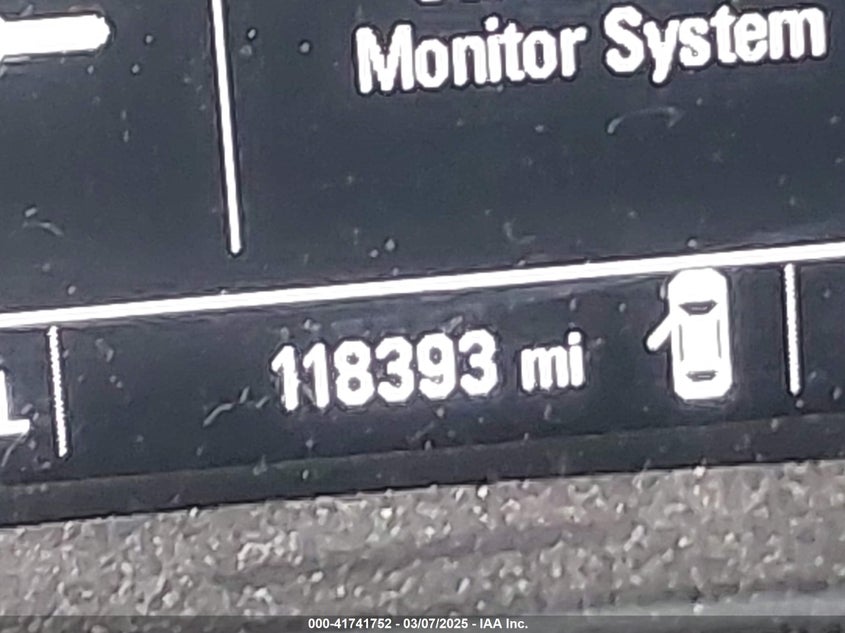 Monitor System
118393 mi
000-41741752 - 03/07/2025 - IAA Inc.